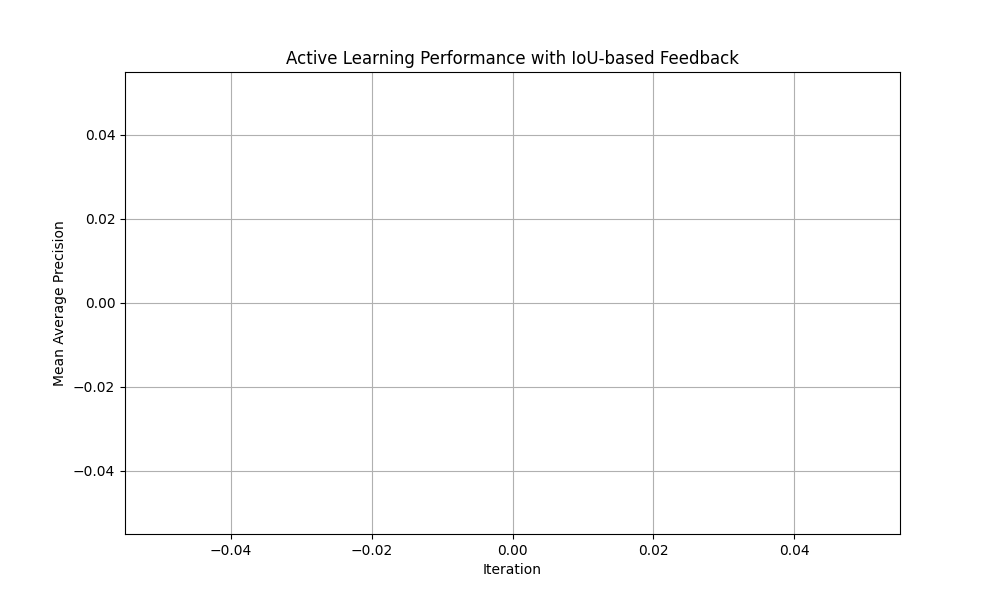 Active Learning Performance with IoU-based Feedback
0.04
0.02
0.00
−0.02
−0.04
Mean Average Precision
−0.04 −0.02 0.00 0.02 0.04
Iteration